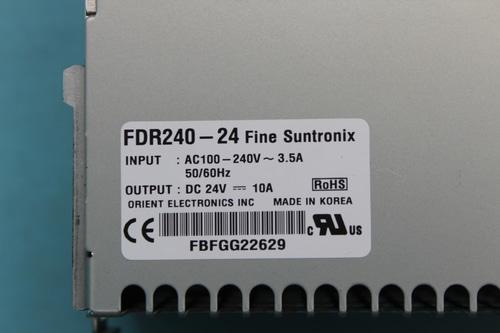 FDR240-24 Fine Suntronix
INPUT : AC100-240V~ 3.5A
50/60Hz
OUTPUT : DC 24V ⎓ 10A
RoHS
ORIENT ELECTRONICS INC MADE IN KOREA
CE c RU US
FBFGG22629